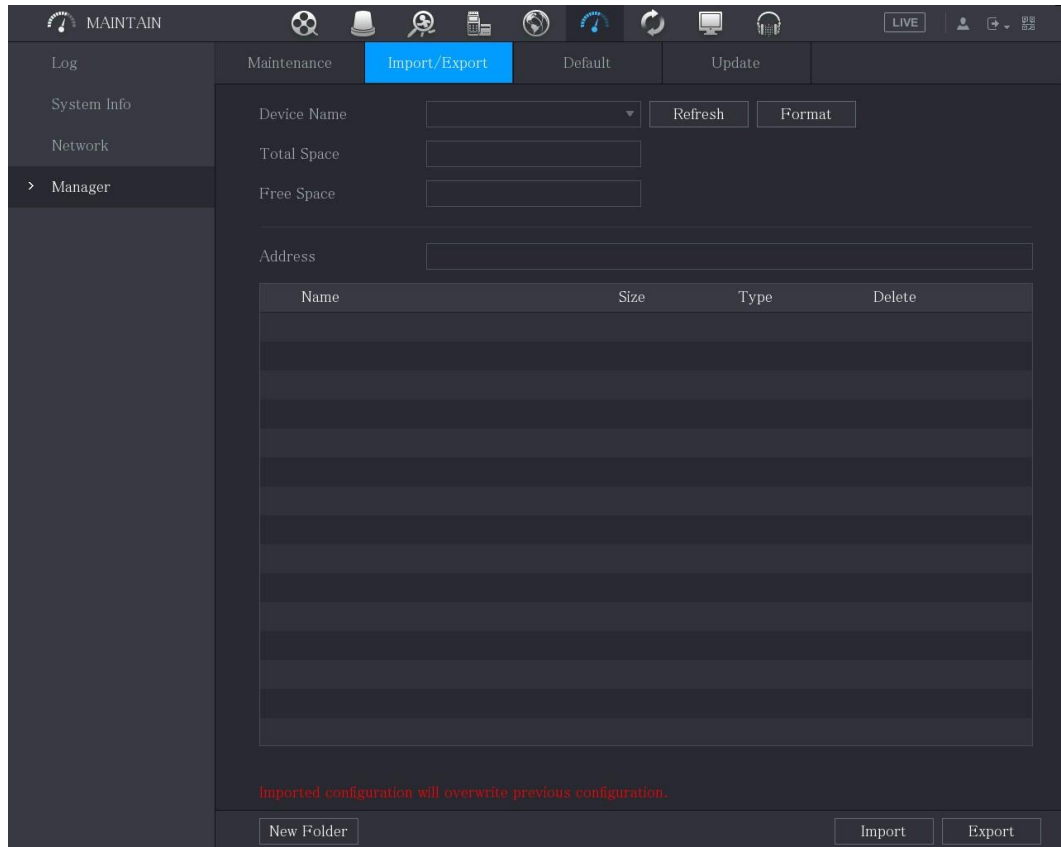 MAINTAIN LIVE
Log
System Info
Network
Manager
Maintenance Import/Export Default Update
Device Name Refresh Format
Total Space
Free Space
Address
Name Size Type Delete
Imported configuration will overwrite previous configuration.
New Folder Import Export